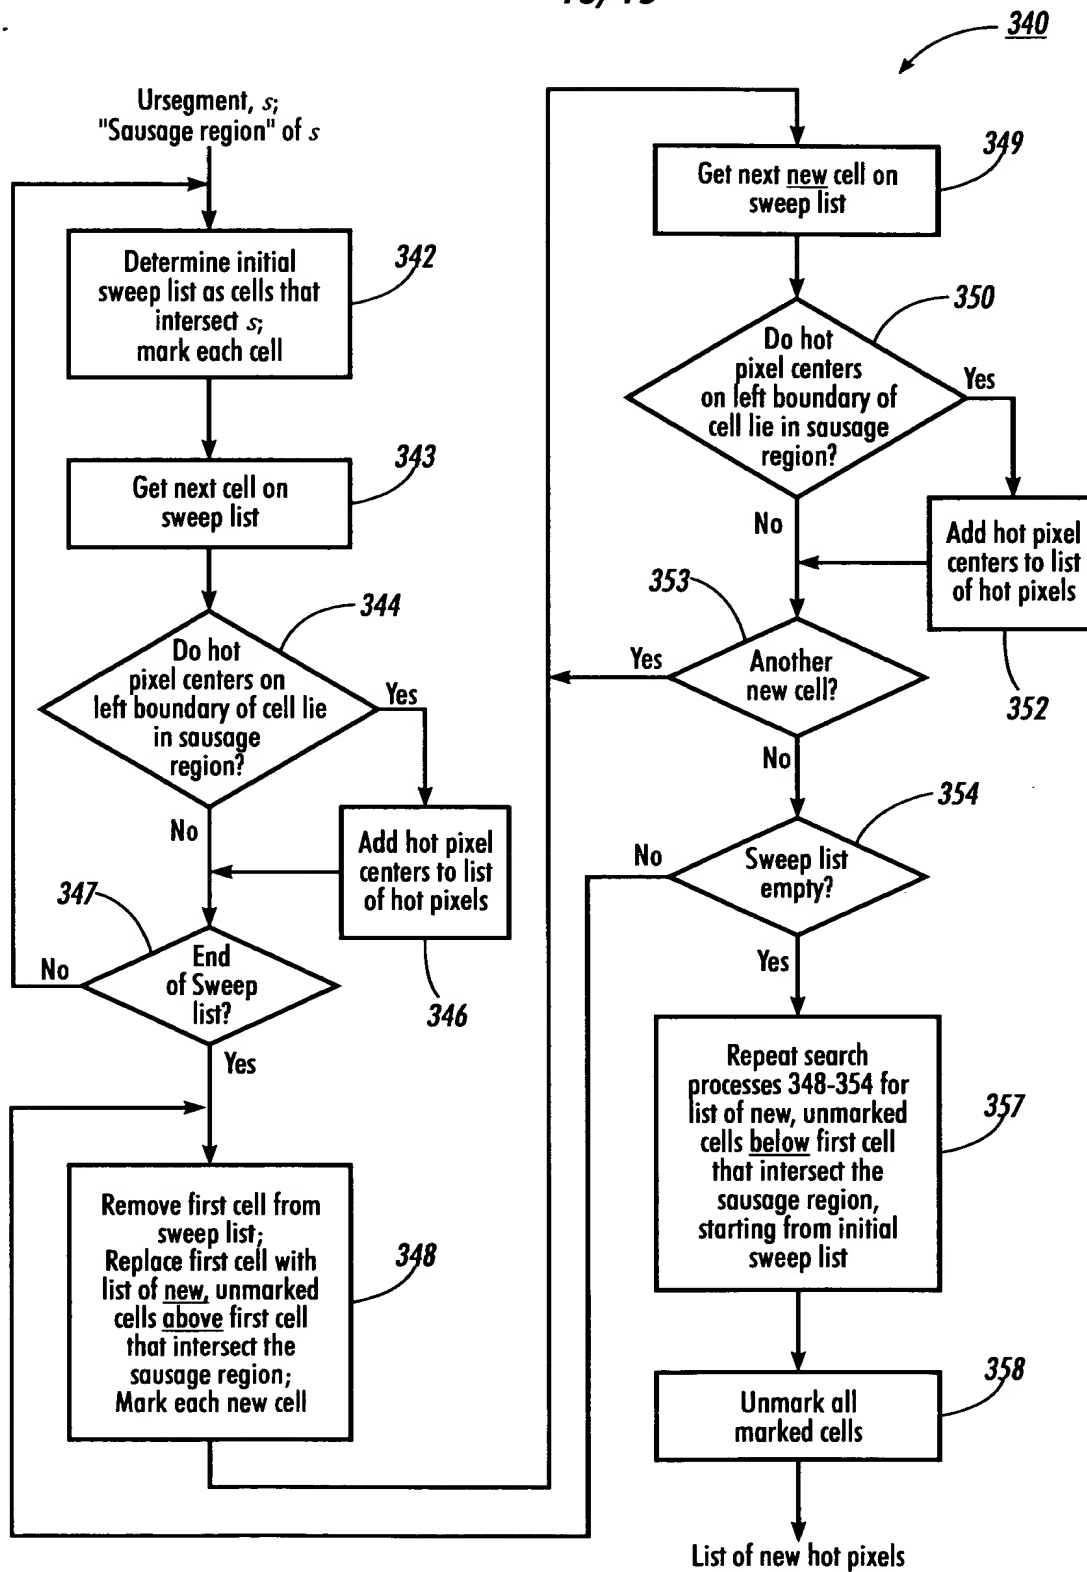 340
Ursegment, s;
"Sausage region" of s
Determine initial
sweep list as cells that
intersect s;
mark each cell
342
Get next cell on
sweep list
343
Do hot
pixel centers on
left boundary of cell lie
in sausage
region?
344
Yes
No
Add hot pixel
centers to list
of hot pixels
346
347
End
of Sweep
list?
No
Yes
Remove first cell from
sweep list;
Replace first cell with
list of new, unmarked
cells above first cell
that intersect the
sausage region;
Mark each new cell
348
Get next new cell on
sweep list
349
Do hot
pixel centers
on left boundary of
cell lie in sausage
region?
350
Yes
No
Add hot pixel
centers to list
of hot pixels
352
353
Another
new cell?
Yes
No
354
Sweep list
empty?
No
Yes
Repeat search
processes 348-354 for
list of new, unmarked
cells below first cell
that intersect the
sausage region,
starting from initial
sweep list
357
Unmark all
marked cells
358
List of new hot pixels